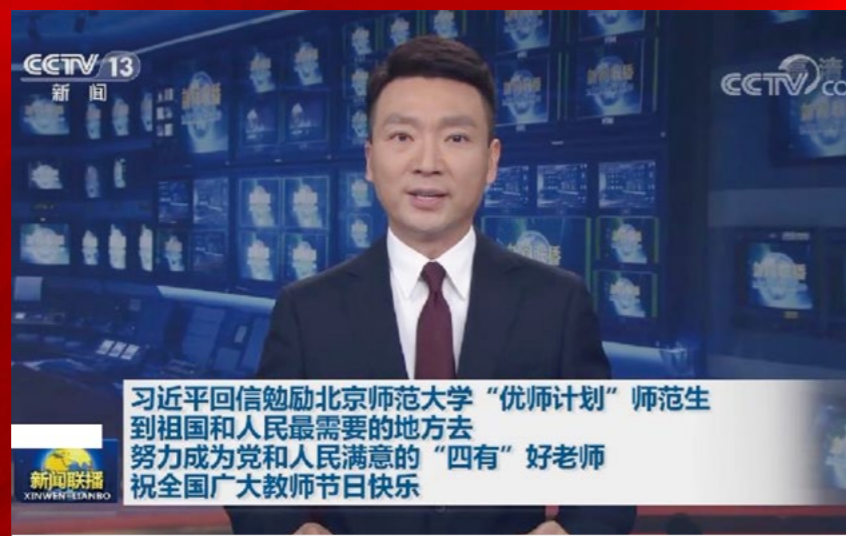 CCTV 13
新闻
高清
CCTV CO
习近平回信勉励北京师范大学“优师计划”师范生
到祖国和人民最需要的地方去
努力成为党和人民满意的“四有”好老师
祝全国广大教师节日快乐
新闻联播
XINWEN LIANBO